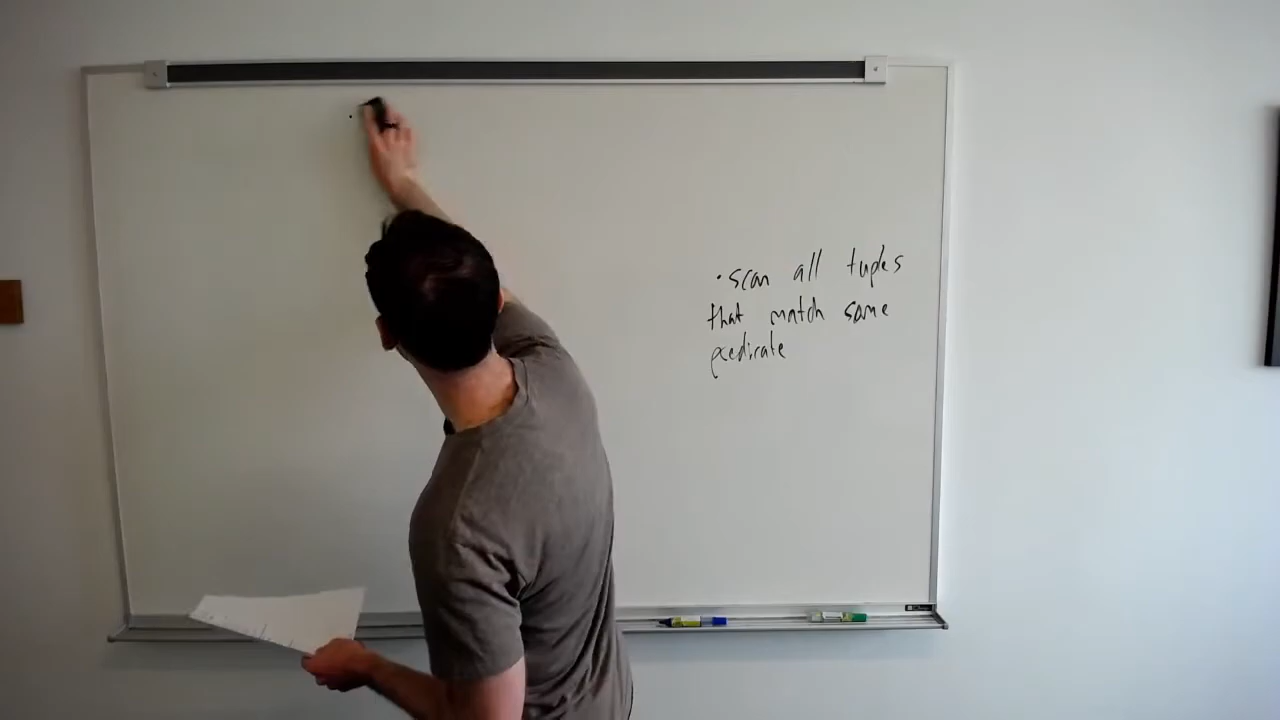 · scan all tuples
that match some
predicate